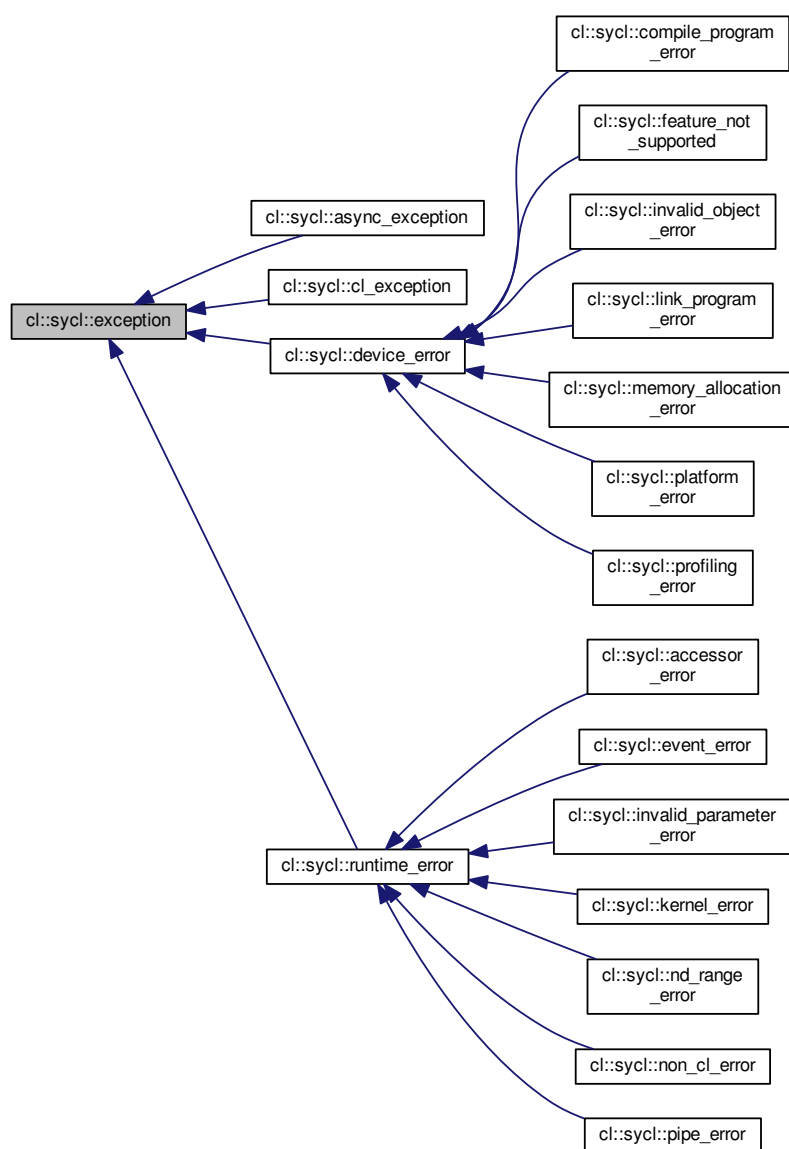 cl::sycl::compile_program
_error
cl::sycl::feature_not
_supported
cl::sycl::async_exception
cl::sycl::invalid_object
_error
cl::sycl::cl_exception
cl::sycl::link_program
_error
cl::sycl::exception
cl::sycl::device_error
cl::sycl::memory_allocation
_error
cl::sycl::platform
_error
cl::sycl::profiling
_error
cl::sycl::accessor
_error
cl::sycl::event_error
cl::sycl::invalid_parameter
_error
cl::sycl::runtime_error
cl::sycl::kernel_error
cl::sycl::nd_range
_error
cl::sycl::non_cl_error
cl::sycl::pipe_error